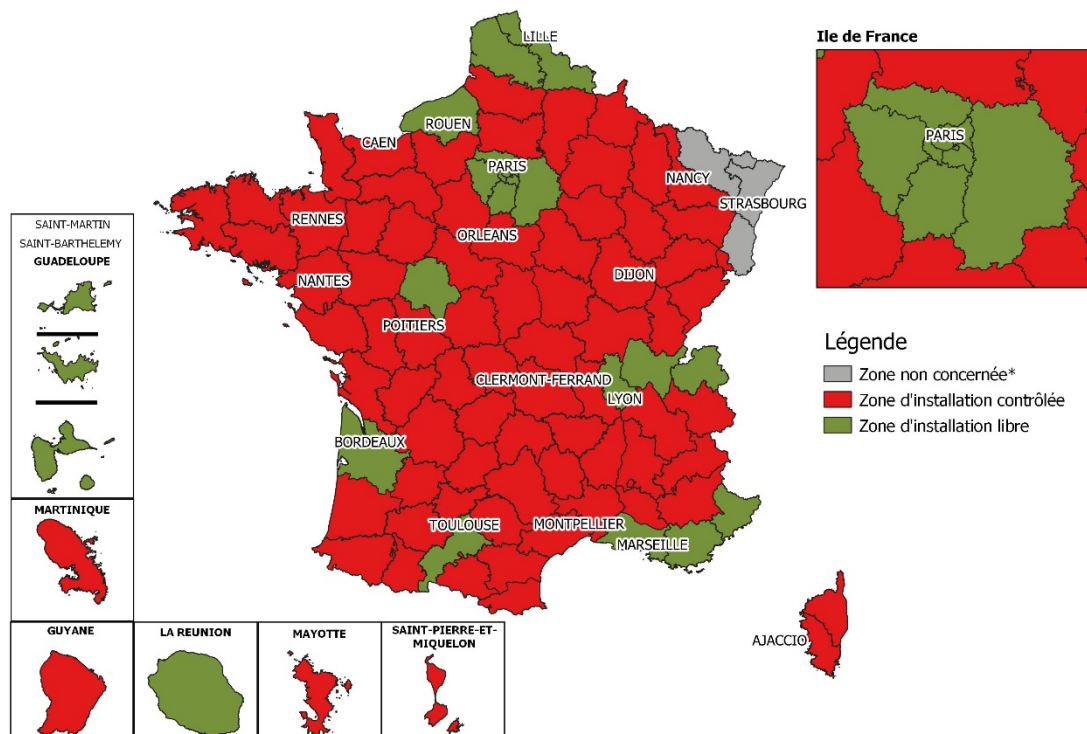 LILLE
ROUEN
CAEN
PARIS
NANCY
STRASBOURG
RENNES
ORLEANS
NANTES
DIJON
POITIERS
CLERMONT-FERRAND
LYON
BORDEAUX
TOULOUSE
MONTPELLIER
MARSEILLE
AJACCIO
Ile de France
PARIS
Légende
Zone non concernée*
Zone d'installation contrôlée
Zone d'installation libre
SAINT-MARTIN
SAINT-BARTHELEMY
GUADELOUPE
MARTINIQUE
GUYANE
LA REUNION
MAYOTTE
SAINT-PIERRE-ET-
MIQUELON